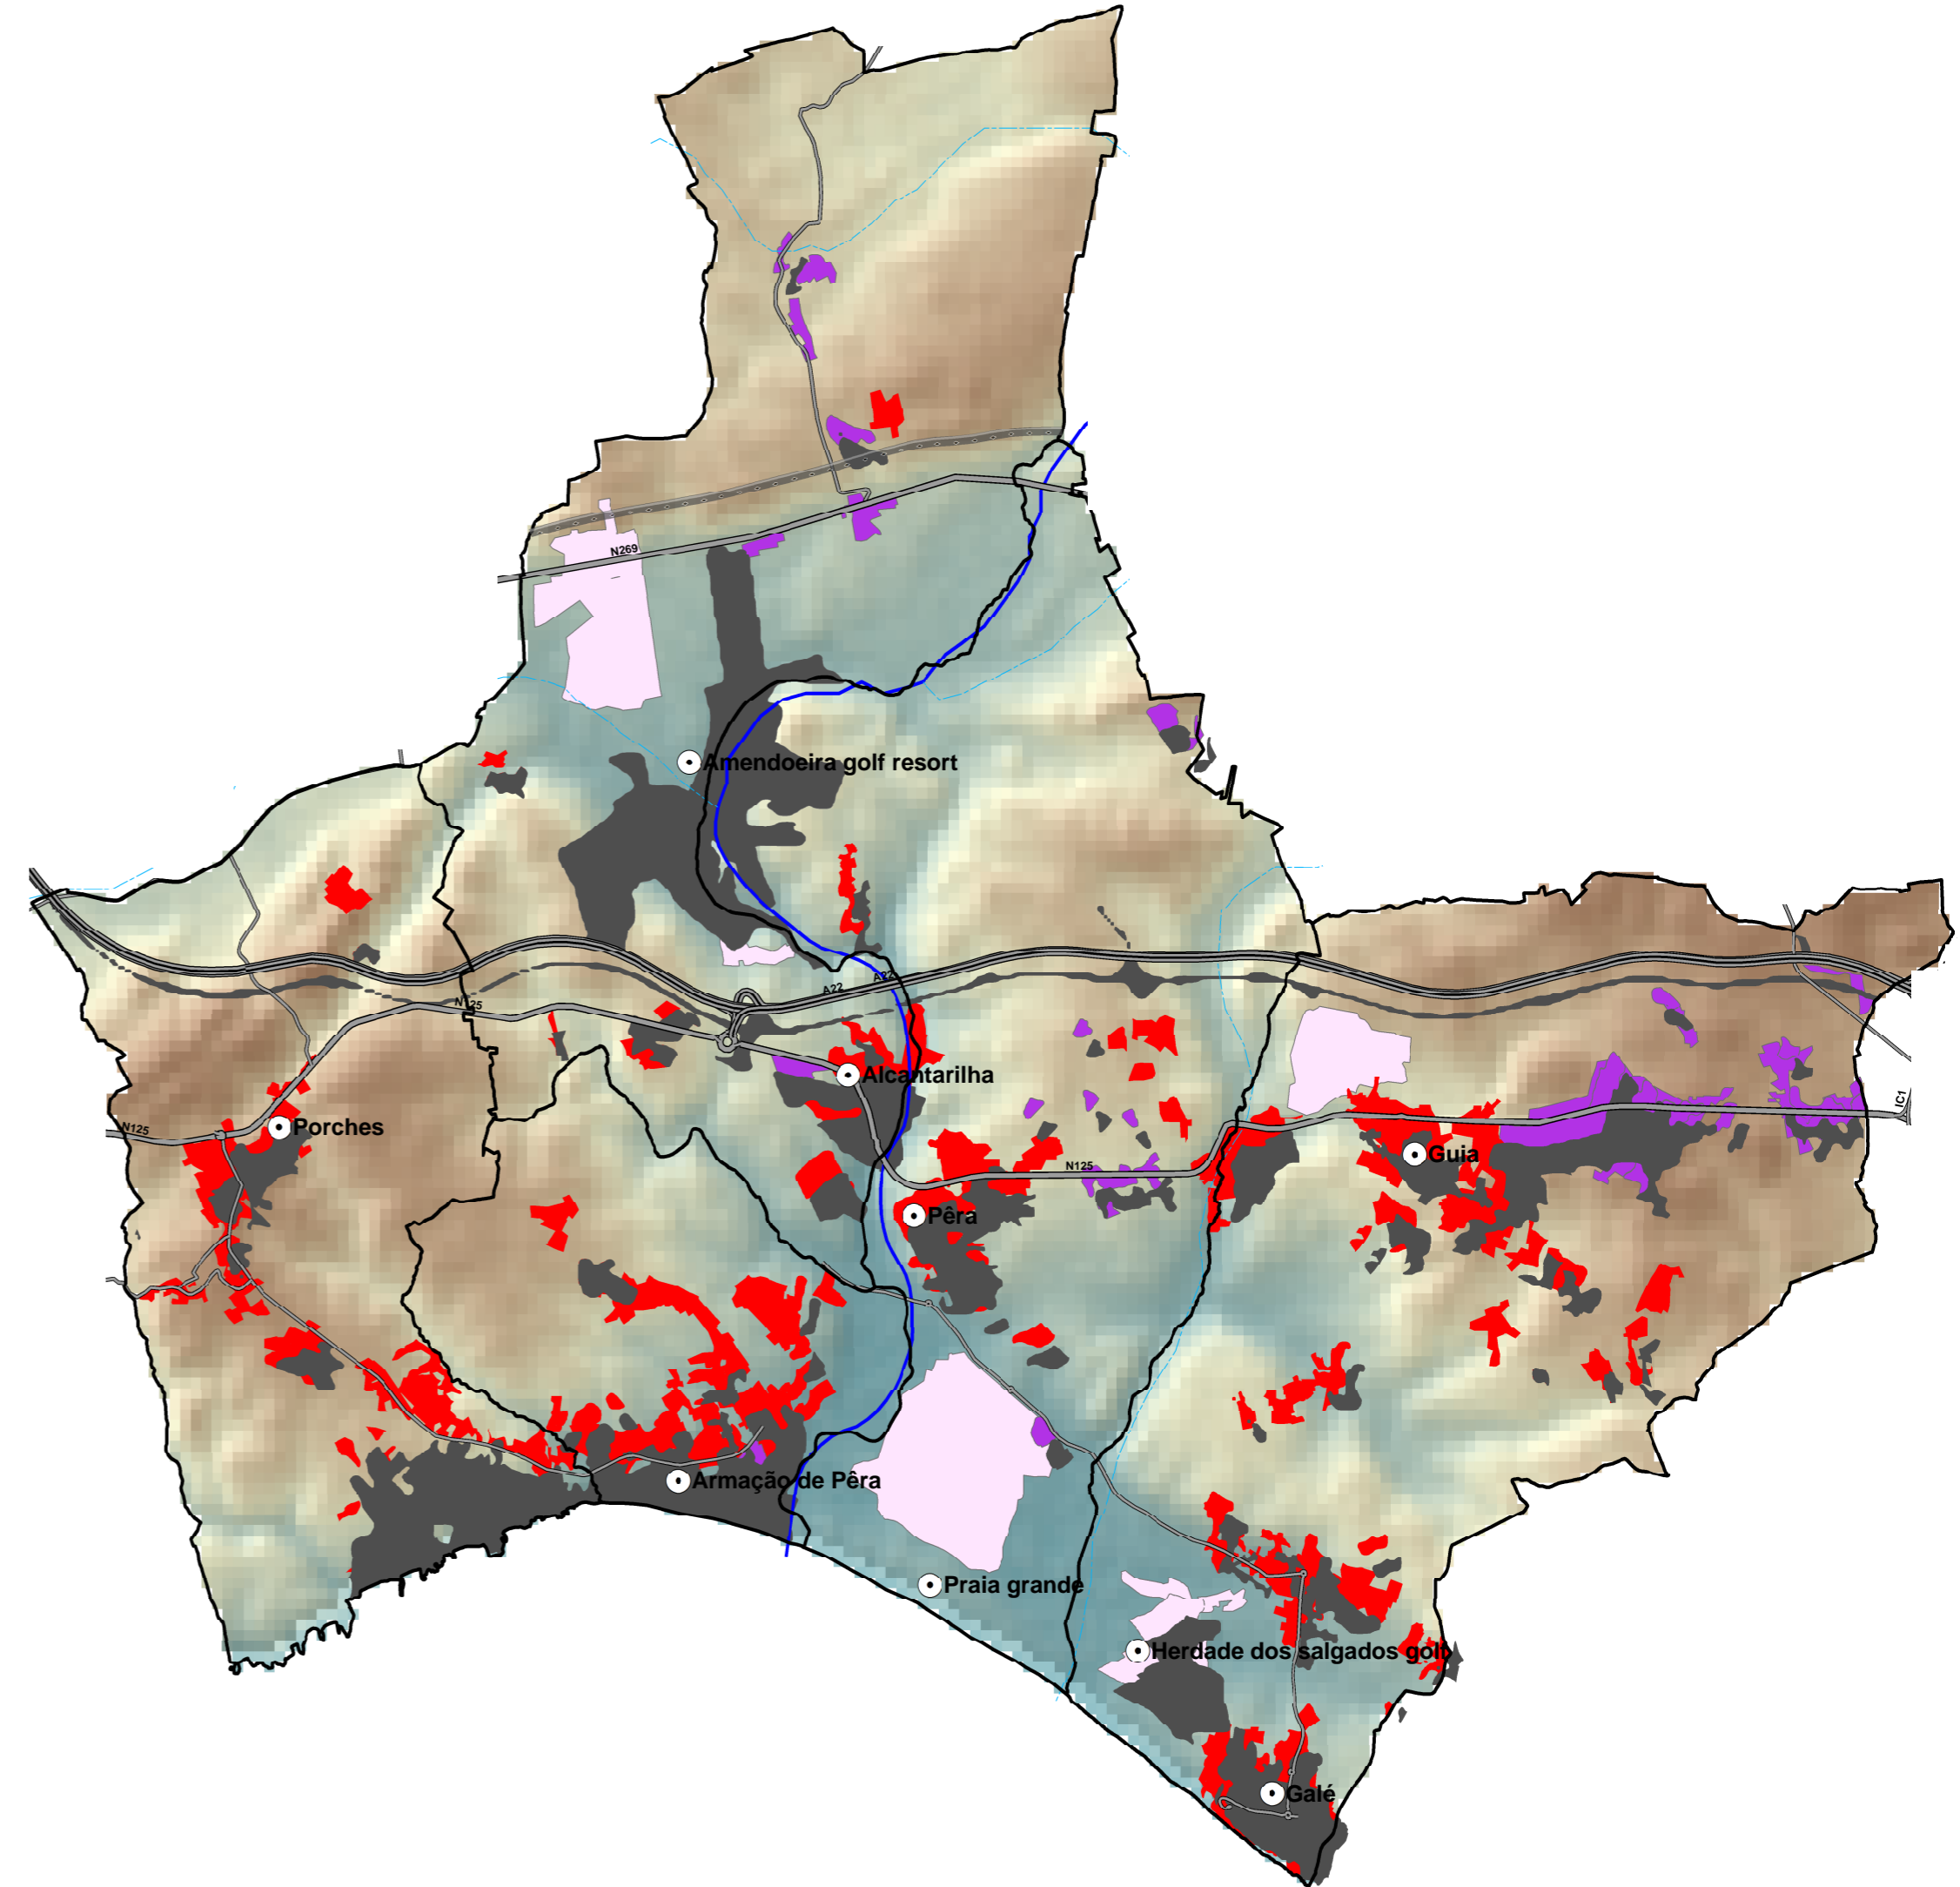 N269
Amendoeira golf resort
A22
A22
N125
Alcantarilha
IC1
Porches
N125
Guia
N125
Pêra
Armação de Pêra
Praia grande
Herdade dos salgados golf
Galé